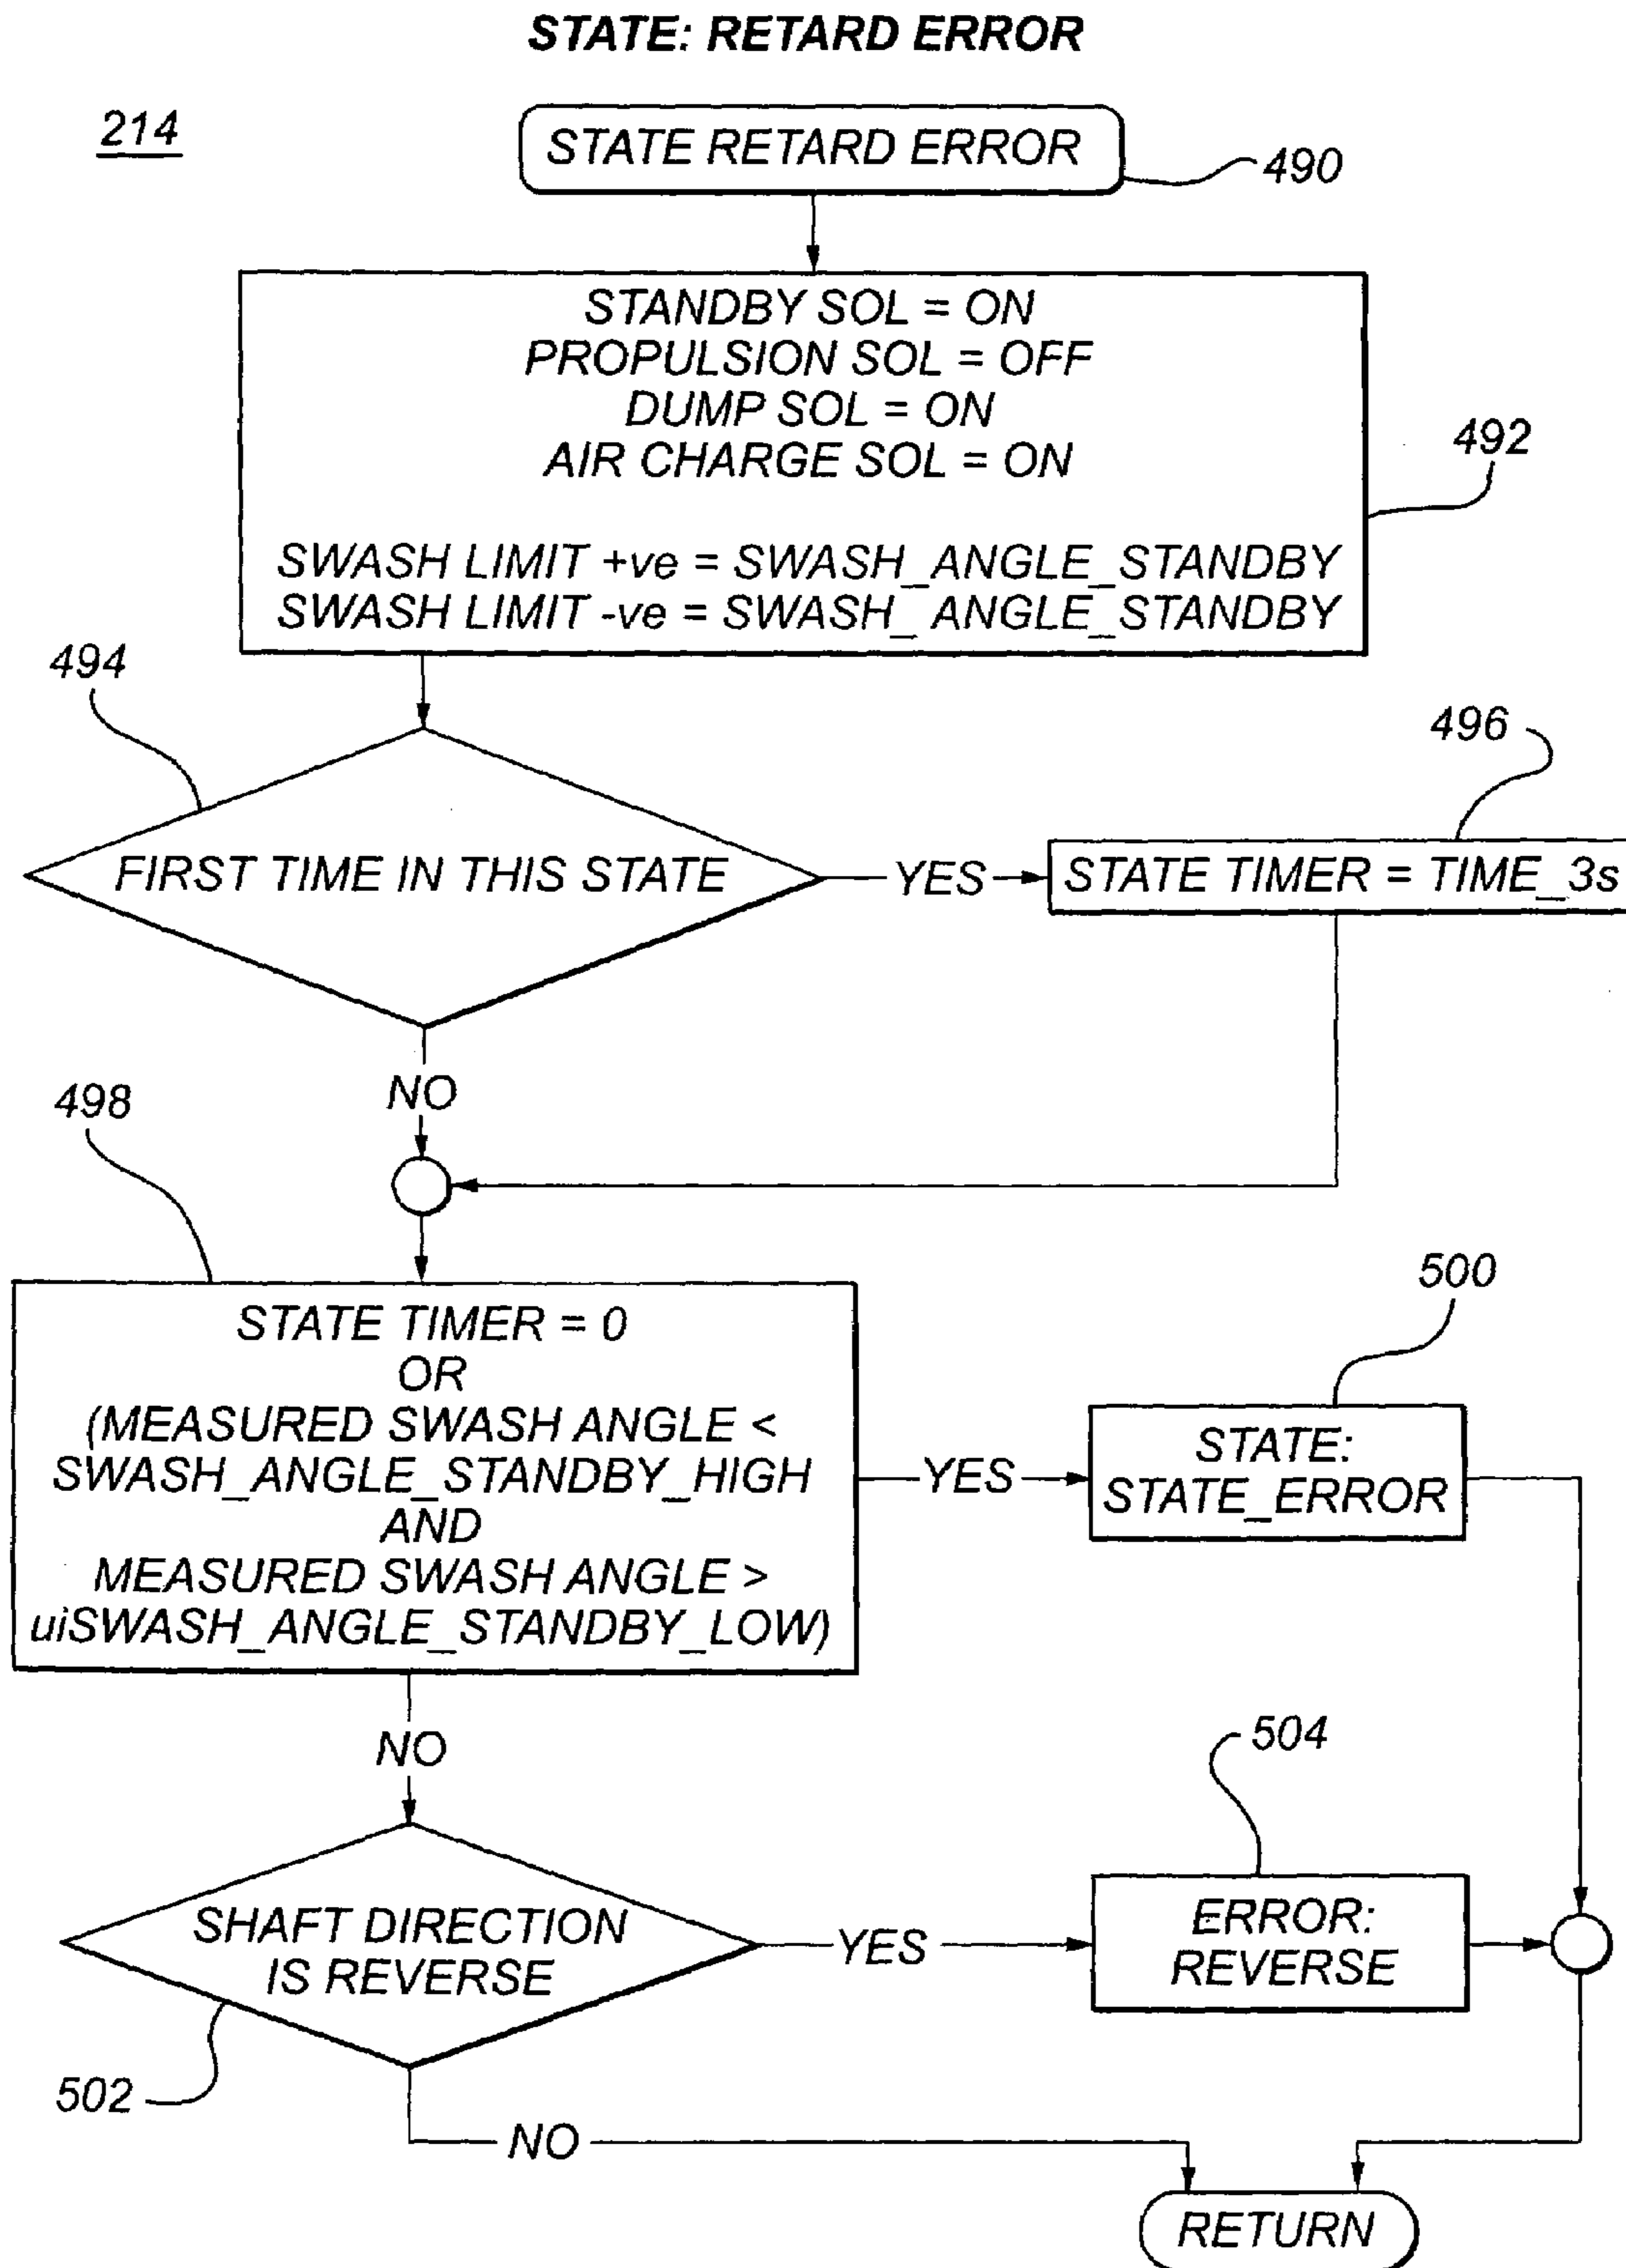 STATE: RETARD ERROR
214
STATE RETARD ERROR
490
STANDBY SOL = ON
PROPULSION SOL = OFF
DUMP SOL = ON
AIR CHARGE SOL = ON
492
SWASH LIMIT +ve = SWASH_ANGLE_STANDBY
SWASH LIMIT -ve = SWASH_ ANGLE_STANDBY
494
496
FIRST TIME IN THIS STATE
YES
STATE TIMER = TIME_3s
NO
498
500
STATE TIMER = 0
OR
(MEASURED SWASH ANGLE <
SWASH_ANGLE_STANDBY_HIGH
AND
MEASURED SWASH ANGLE >
uiSWASH_ANGLE_STANDBY_LOW)
YES
STATE:
STATE_ERROR
NO
504
SHAFT DIRECTION
IS REVERSE
YES
ERROR:
REVERSE
502
NO
RETURN